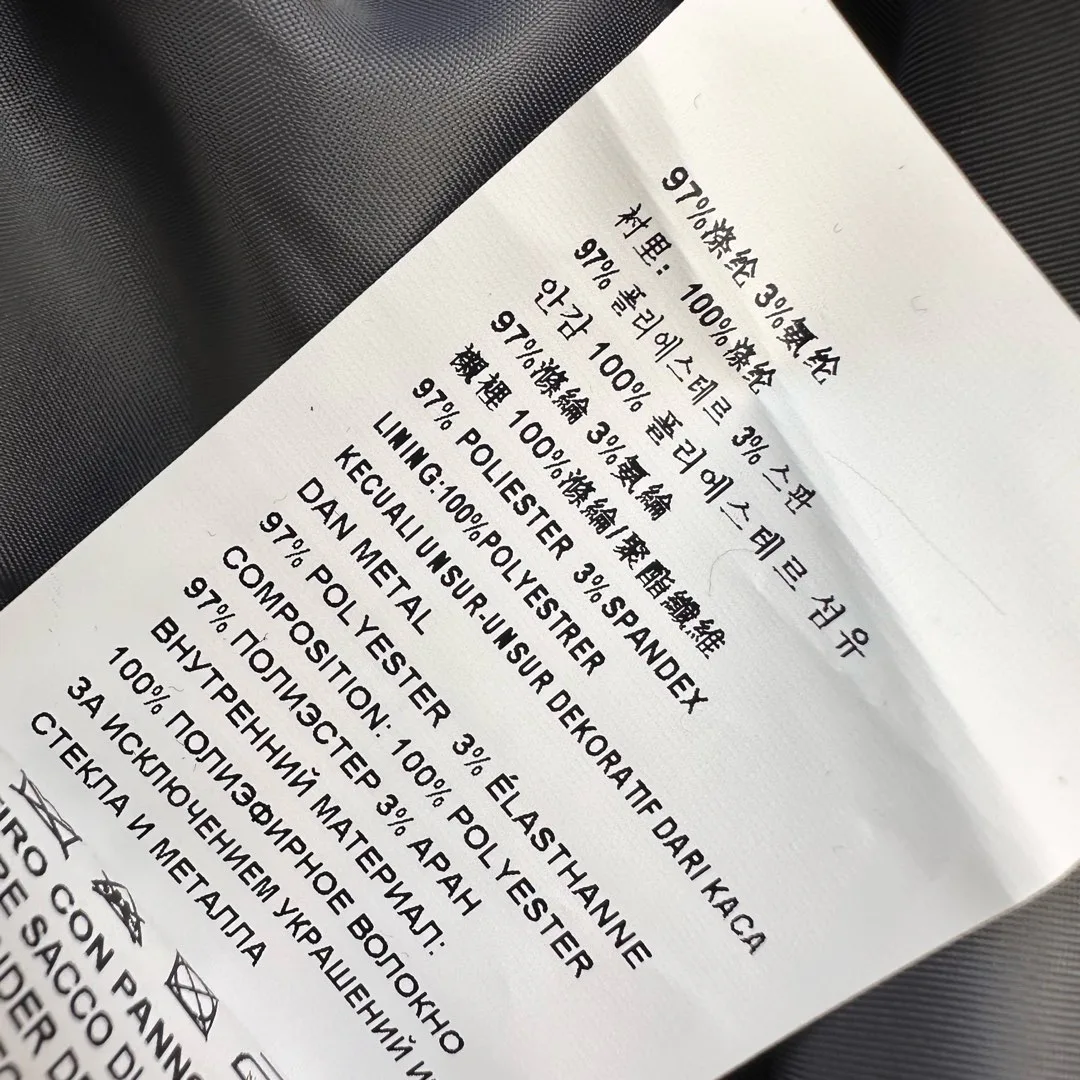 97%涤纶 3%氨纶
衬里: 100%涤纶
97% 폴리에스테르 3% 스판
안감 100% 폴리에스테르 섬유
97%滌綸 3%氨綸
襯裡 100%滌綸/聚酯纖維
97% POLIESTER 3%SPANDEX
LINING:100%POLYESTRER
KECUALI UNSUR-UNSUR DEKORATIF DARI KACA
DAN METAL
97% POLYESTER 3% ÉLASTHANNE
COMPOSITION: 100% POLYESTER
97% ПОЛИЭСТЕР 3% АРАН
ВНУТРЕННИЙ МАТЕРИАЛ:
100% ПОЛИЭФИРНОЕ ВОЛОКНО
ЗА ИСКЛЮЧЕНИЕМ УКРАШЕНИЙ И
СТЕКЛА И МЕТАЛЛА
CON PANNO
SACCO